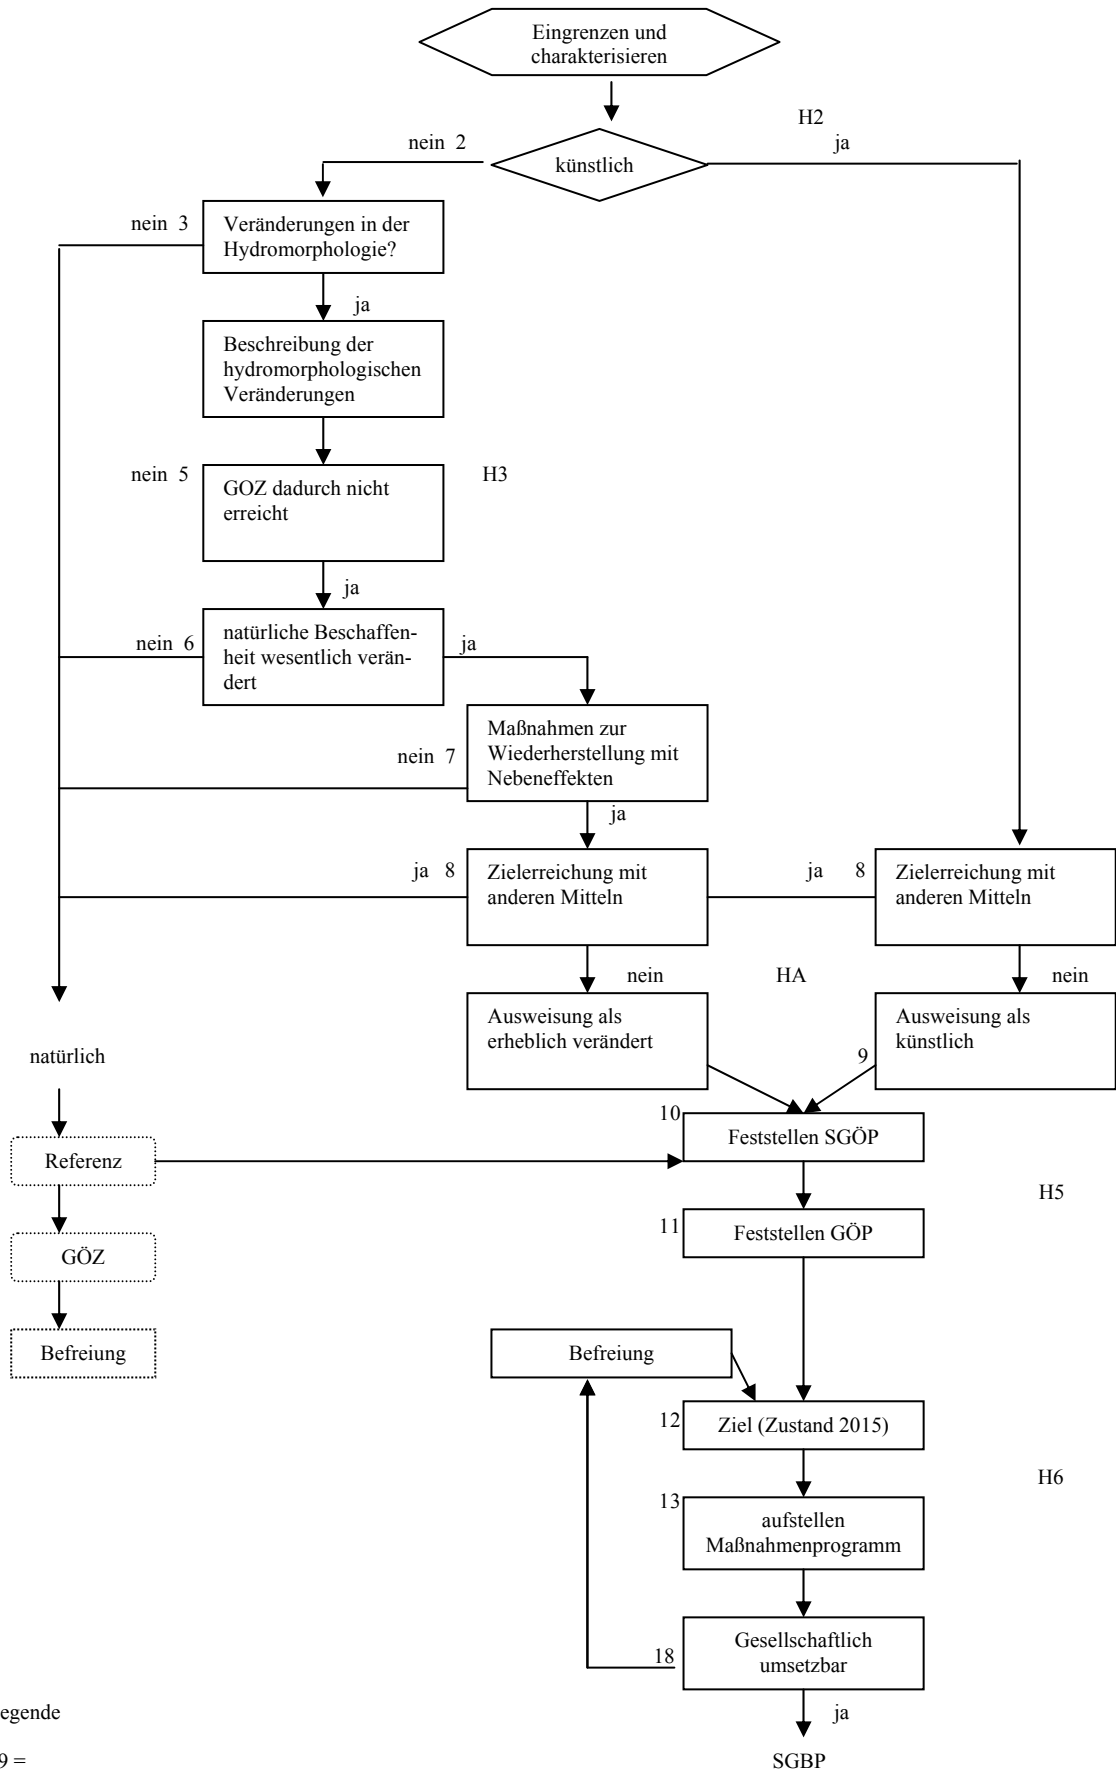 Eingrenzen und
charakterisieren
H2
nein 2
ja
künstlich
nein 3
Veränderungen in der
Hydromorphologie?
ja
Beschreibung der
hydromorphologischen
Veränderungen
nein 5
GOZ dadurch nicht
erreicht
H3
ja
nein 6
natürliche Beschaffen-
heit wesentlich verän-
dert
ja
Maßnahmen zur
Wiederherstellung mit
Nebeneffekten
nein 7
ja
ja 8
Zielerreichung mit
anderen Mitteln
ja 8
Zielerreichung mit
anderen Mitteln
nein
HA
nein
Ausweisung als
erheblich verändert
Ausweisung als
künstlich
9
natürlich
10
Feststellen SGÖP
Referenz
H5
11
Feststellen GÖP
GÖZ
Befreiung
Befreiung
12
Ziel (Zustand 2015)
H6
13
aufstellen
Maßnahmenprogramm
18
Gesellschaftlich
umsetzbar
egende
ja
9 =
SGBP